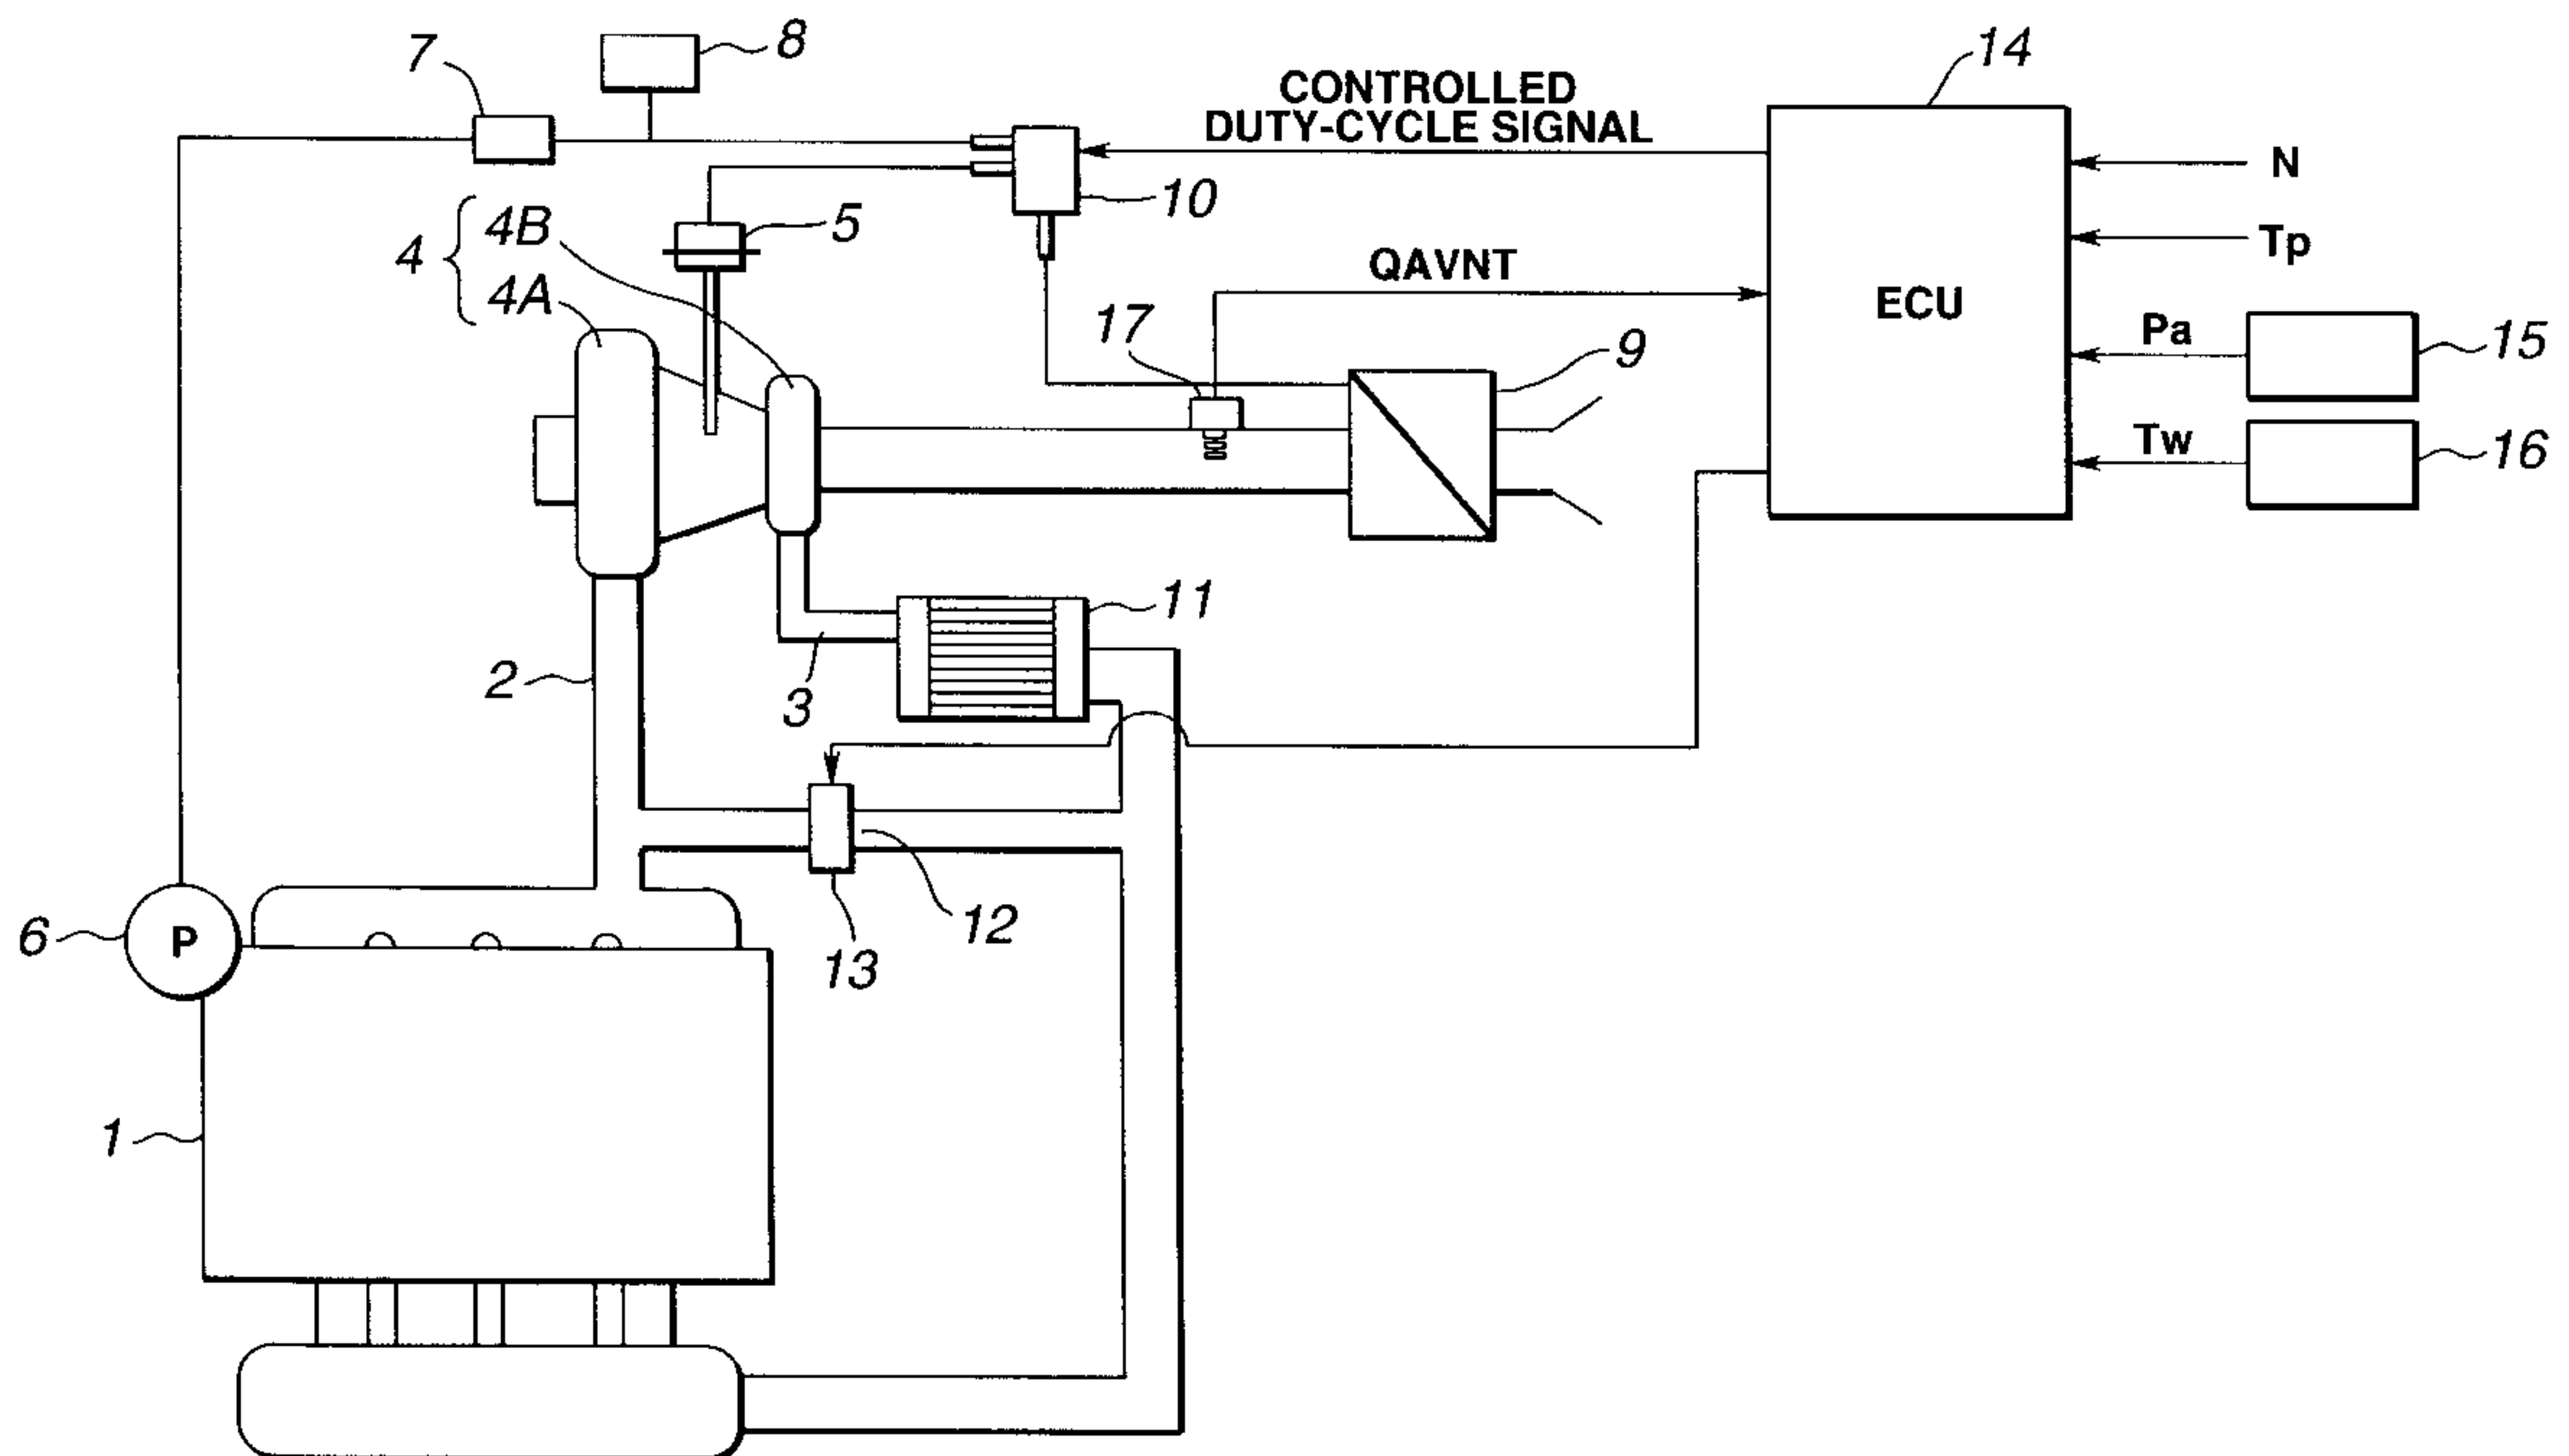 8
7
14
CONTROLLED
DUTY-CYCLE SIGNAL
N
10
4 { 4B
4A
5
Tp
QAVNT
ECU
17
9
Pa
15
Tw
16
11
2
3
12
6
P
13
1